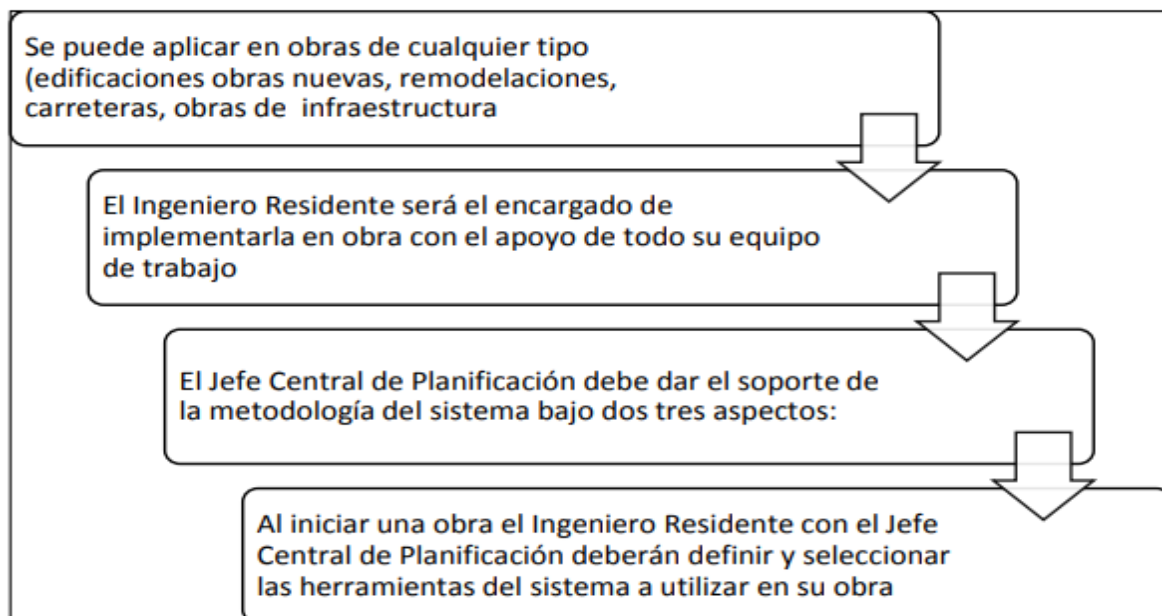 Se puede aplicar en obras de cualquier tipo
(edificaciones obras nuevas, remodelaciones,
carreteras, obras de infraestructura
El Ingeniero Residente será el encargado de
implementarla en obra con el apoyo de todo su equipo
de trabajo
El Jefe Central de Planificación debe dar el soporte de
la metodología del sistema bajo dos tres aspectos:
Al iniciar una obra el Ingeniero Residente con el Jefe
Central de Planificación deberán definir y seleccionar
las herramientas del sistema a utilizar en su obra